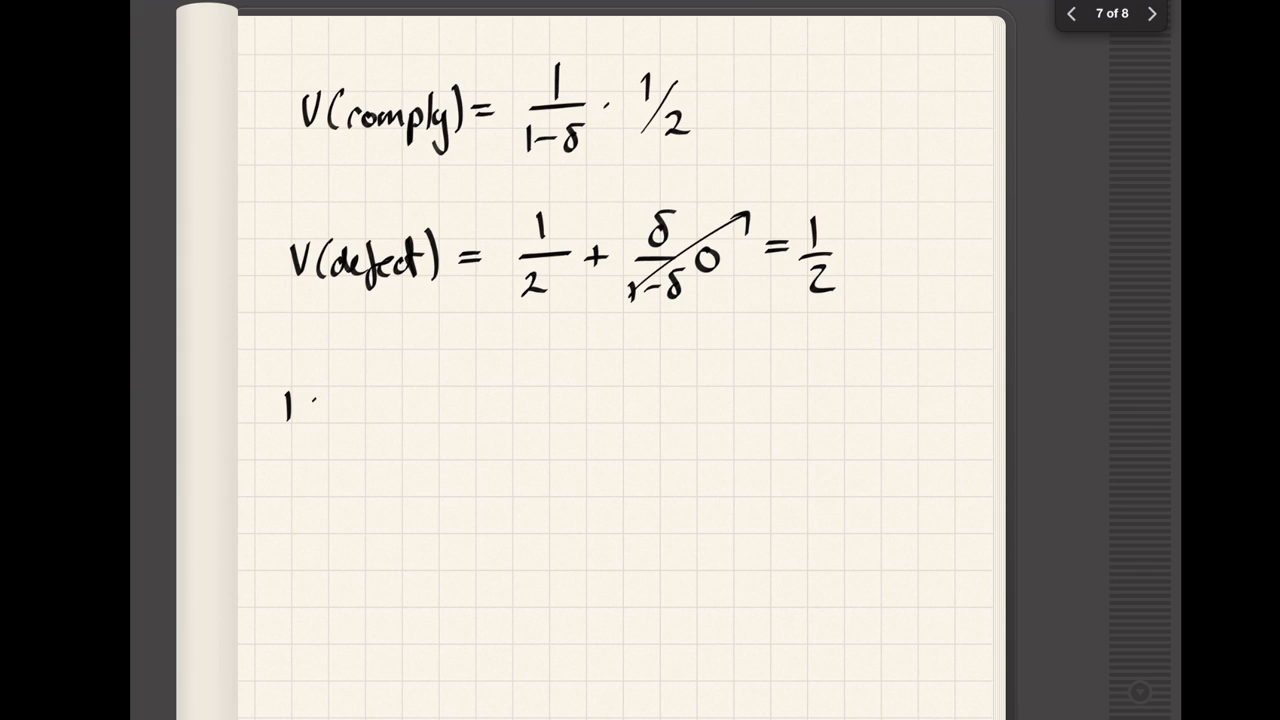 7 of 8
V(comply) = 1/(1-δ) · 1/2
V(defect) = 1/2 + δ/(1-δ) 0 = 1/2
1 ·